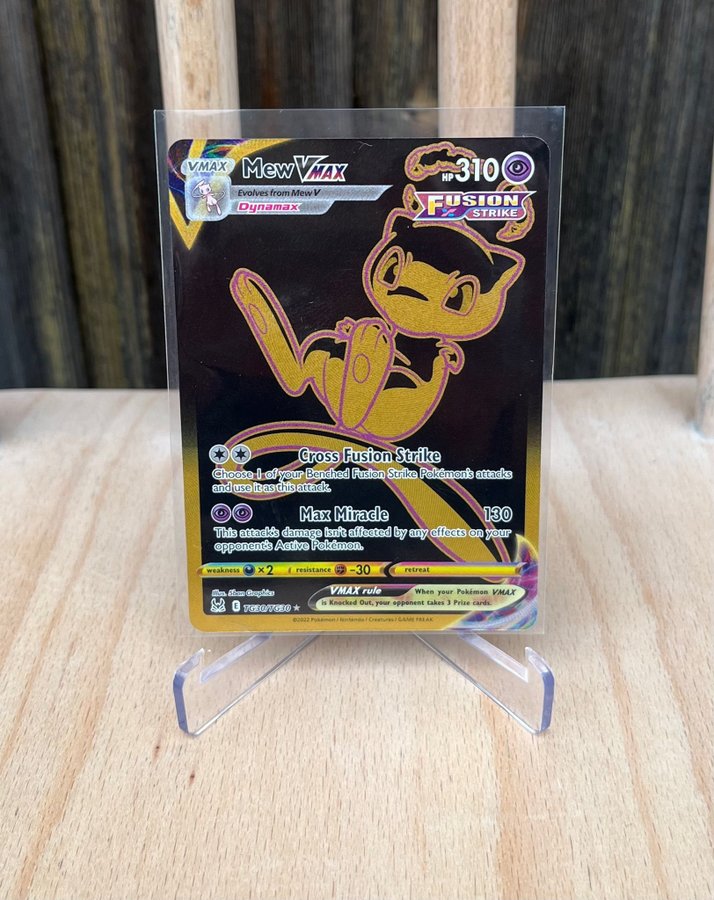 VMAX
Mew VMAX
HP 310
Evolves from Mew V
Dynamax
FUSION
STRIKE
Cross Fusion Strike
Choose 1 of your Benched Fusion Strike Pokémon's attacks
and use it as this attack.
Max Miracle 130
This attack's damage isn't affected by any effects on your
opponent's Active Pokémon.
weakness ×2 resistance -30 retreat
Illus. Shon Graphics
E TG30/TG30 ★
VMAX rule When your Pokémon VMAX
is Knocked Out, your opponent takes 3 Prize cards.
©2022 Pokémon / Nintendo / Creatures / GAME FREAK